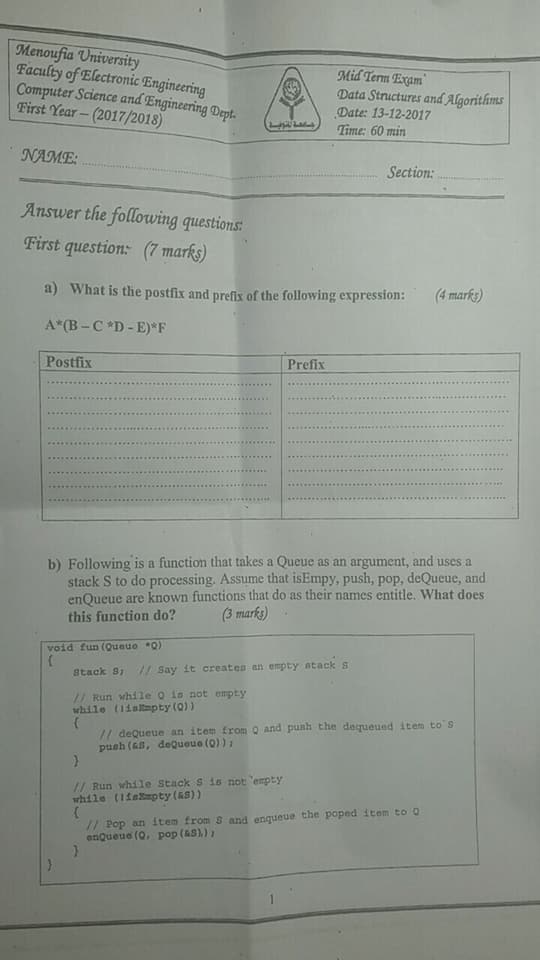 Menoufia University
Faculty of Electronic Engineering
Computer Science and Engineering Dept.
First Year – (2017/2018)
Mid Term Exam
Data Structures and Algorithms
Date: 13-12-2017
Time: 60 min
NAME:
Section:
Answer the following questions:
First question: (7 marks)
a) What is the postfix and prefix of the following expression: (4 marks)
A*(B – C *D - E)*F
Postfix
Prefix
b) Following is a function that takes a Queue as an argument, and uses a
stack S to do processing. Assume that isEmpy, push, pop, deQueue, and
enQueue are known functions that do as their names entitle. What does
this function do? (3 marks)
void fun(Queue *Q)
{
Stack S; // Say it creates an empty stack S
// Run while Q is not empty
while (!isEmpty(Q))
{
// deQueue an item from Q and push the dequeued item to S
push(&S, deQueue(Q));
}
// Run while Stack S is not empty
while (!isEmpty(&S))
{
// Pop an item from S and enqueue the poped item to Q
enQueue(Q, pop(&S));
}
}
1